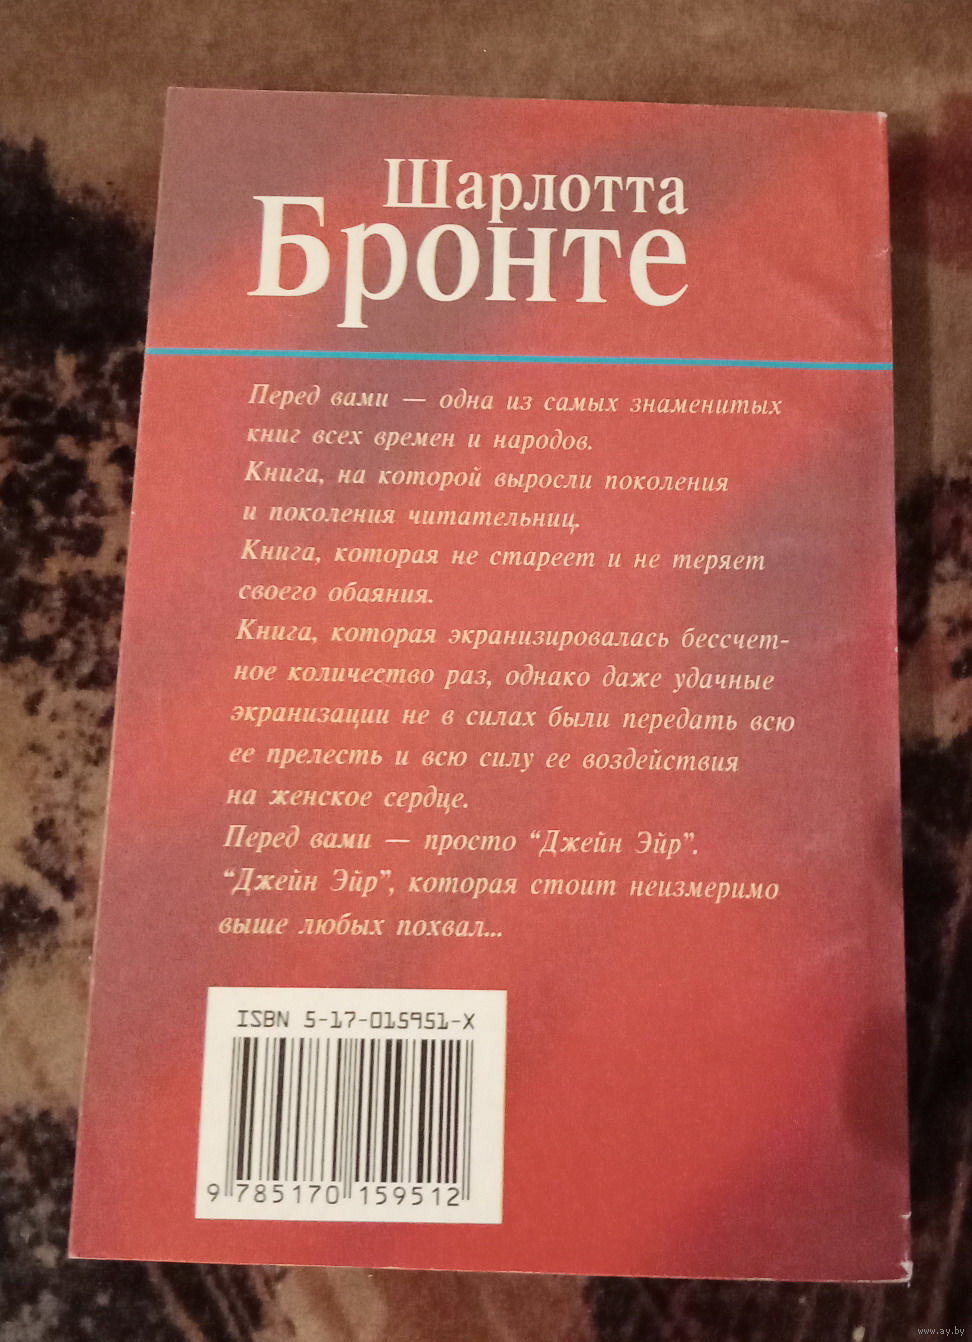 Шарлотта
Бронте
Перед вами — одна из самых знаменитых
книг всех времен и народов.
Книга, на которой выросли поколения
и поколения читательниц.
Книга, которая не стареет и не теряет
своего обаяния.
Книга, которая экранизировалась бессчет-
ное количество раз, однако даже удачные
экранизации не в силах были передать всю
ее прелесть и всю силу ее воздействия
на женское сердце.
Перед вами — просто “Джейн Эйр”.
“Джейн Эйр”, которая стоит неизмеримо
выше любых похвал...
ISBN 5-17-015951-X
9 785170 159512
www.ay.by